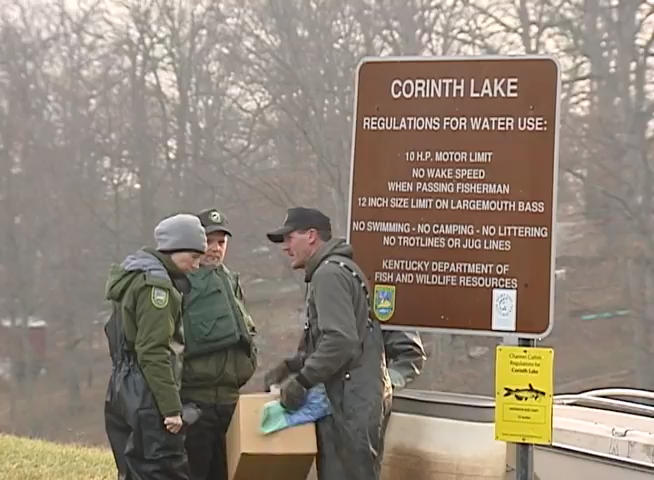 CORINTH LAKE
REGULATIONS FOR WATER USE:
10 H.P. MOTOR LIMIT
NO WAKE SPEED
WHEN PASSING FISHERMAN
12 INCH SIZE LIMIT ON LARGEMOUTH BASS
NO SWIMMING - NO CAMPING - NO LITTERING
NO TROTLINES OR JUG LINES
KENTUCKY DEPARTMENT OF
FISH AND WILDLIFE RESOURCES
Channel Catfish
Regulations for
Corinth Lake